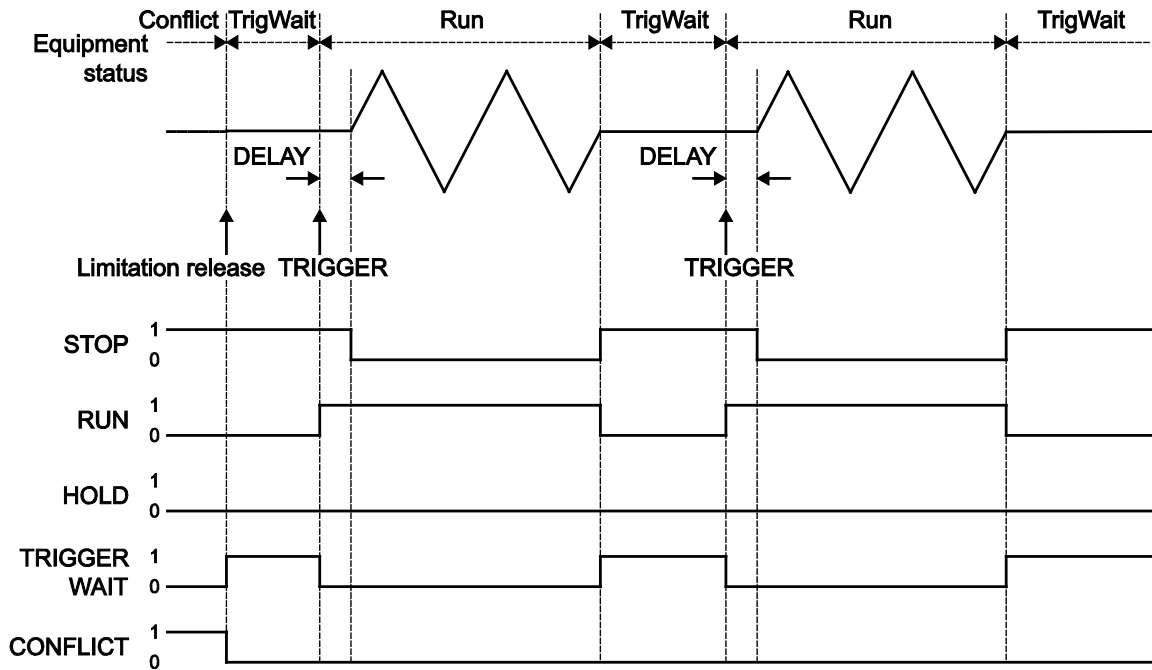 Conflict TrigWait Run TrigWait Run TrigWait
Equipment
status
DELAY DELAY
Limitation release TRIGGER TRIGGER
1
STOP
0
1
RUN
0
1
HOLD
0
TRIGGER 1
WAIT 0
1
CONFLICT
0